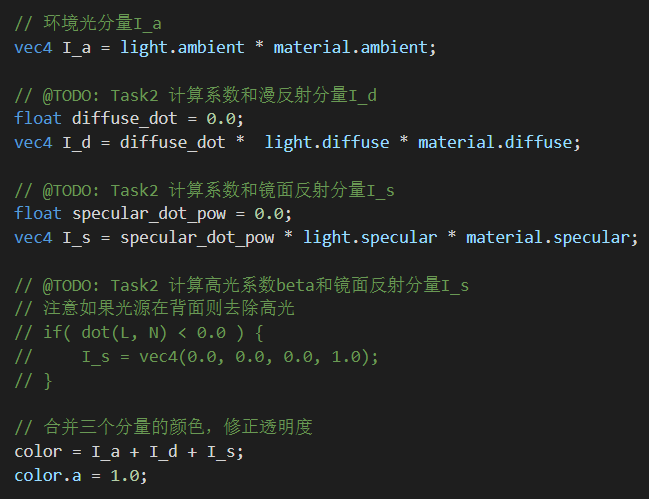 // 环境光分量I_a
vec4 I_a = light.ambient * material.ambient;
// @TODO: Task2 计算系数和漫反射分量I_d
float diffuse_dot = 0.0;
vec4 I_d = diffuse_dot *  light.diffuse * material.diffuse;
// @TODO: Task2 计算系数和镜面反射分量I_s
float specular_dot_pow = 0.0;
vec4 I_s = specular_dot_pow * light.specular * material.specular;
// @TODO: Task2 计算高光系数beta和镜面反射分量I_s
// 注意如果光源在背面则去除高光
// if( dot(L, N) < 0.0 ) {
//     I_s = vec4(0.0, 0.0, 0.0, 1.0);
// }
// 合并三个分量的颜色，修正透明度
color = I_a + I_d + I_s;
color.a = 1.0;